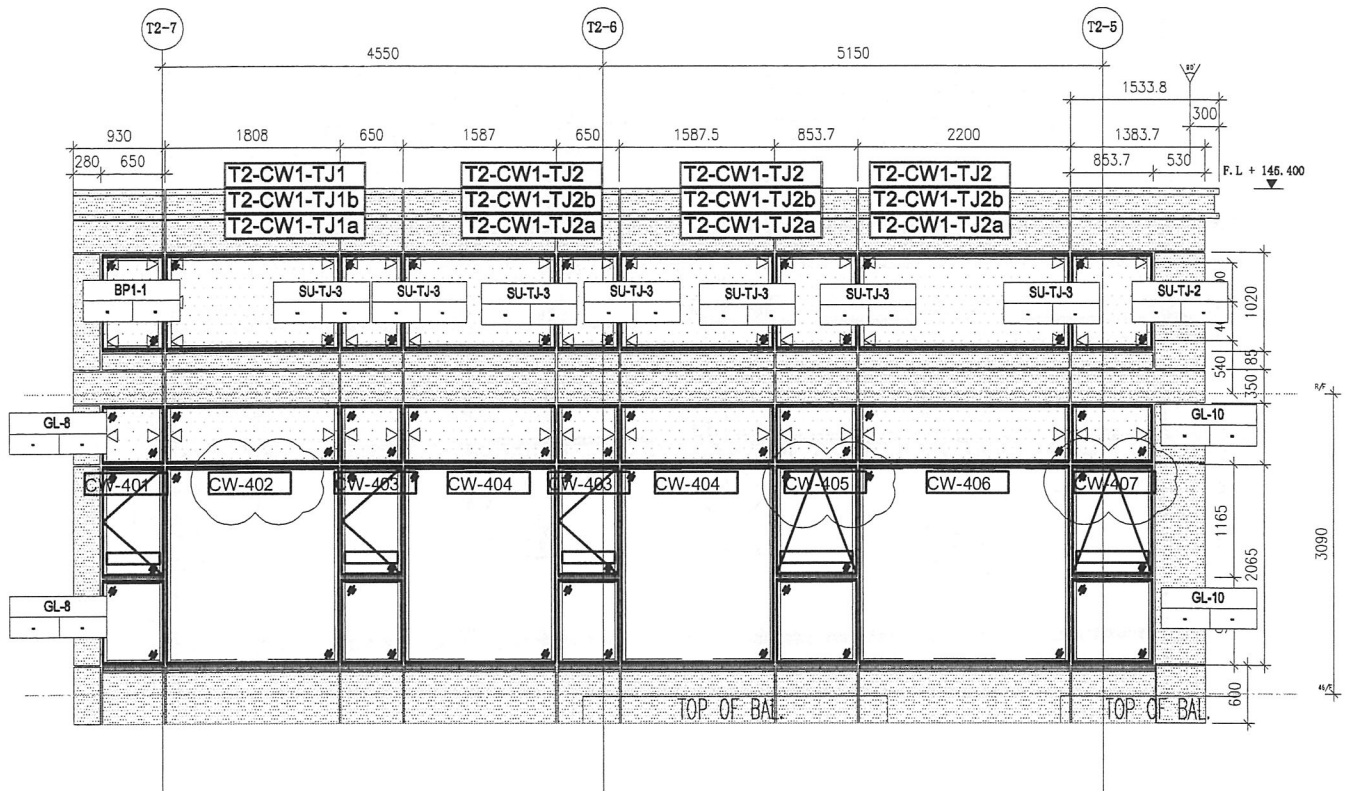 T2-7
T2-6
T2-5
4550
5150
1533.8
300
930
1808
650
1587
650
1587.5
853.7
2200
1383.7
280
650
853.7
530
F.L + 145.400
T2-CW1-TJ1
T2-CW1-TJ2
T2-CW1-TJ2
T2-CW1-TJ2
T2-CW1-TJ1b
T2-CW1-TJ2b
T2-CW1-TJ2b
T2-CW1-TJ2b
T2-CW1-TJ1a
T2-CW1-TJ2a
T2-CW1-TJ2a
T2-CW1-TJ2a
BP1-1
- -
SU-TJ-3
- -
SU-TJ-3
- -
SU-TJ-3
- -
SU-TJ-3
- -
SU-TJ-3
- -
SU-TJ-3
- -
SU-TJ-3
- -
SU-TJ-2
- -
1020
85
540
350
R/F
GL-8
- -
GL-10
- -
CW-401
CW-402
CW-403
CW-404
CW-403
CW-404
CW-405
CW-406
CW-407
1165
2065
3090
GL-8
- -
GL-10
- -
600
TOP OF BAL.
TOP OF BAL.